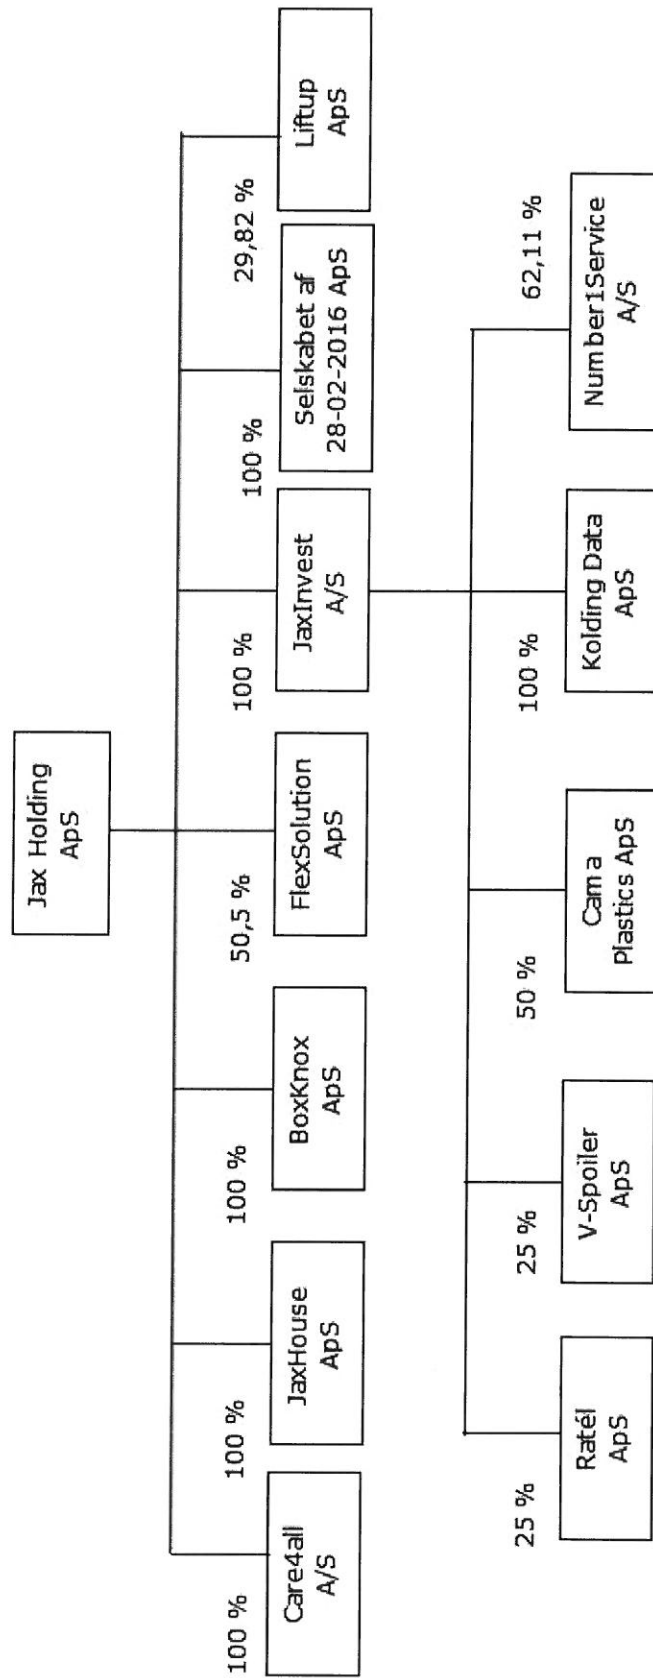 Jax Holding
ApS
100 %
Care4all
A/S
100 %
JaxHouse
ApS
100 %
BoxKnox
ApS
50,5 %
FlexSolution
ApS
100 %
JaxInvest
A/S
100 %
Selskabet af
28-02-2016 ApS
29,82 %
Liftup
ApS
25 %
Ratél
ApS
25 %
V-Spoiler
ApS
50 %
Cama
Plastics ApS
100 %
Kolding Data
ApS
62,11 %
Number1Service
A/S